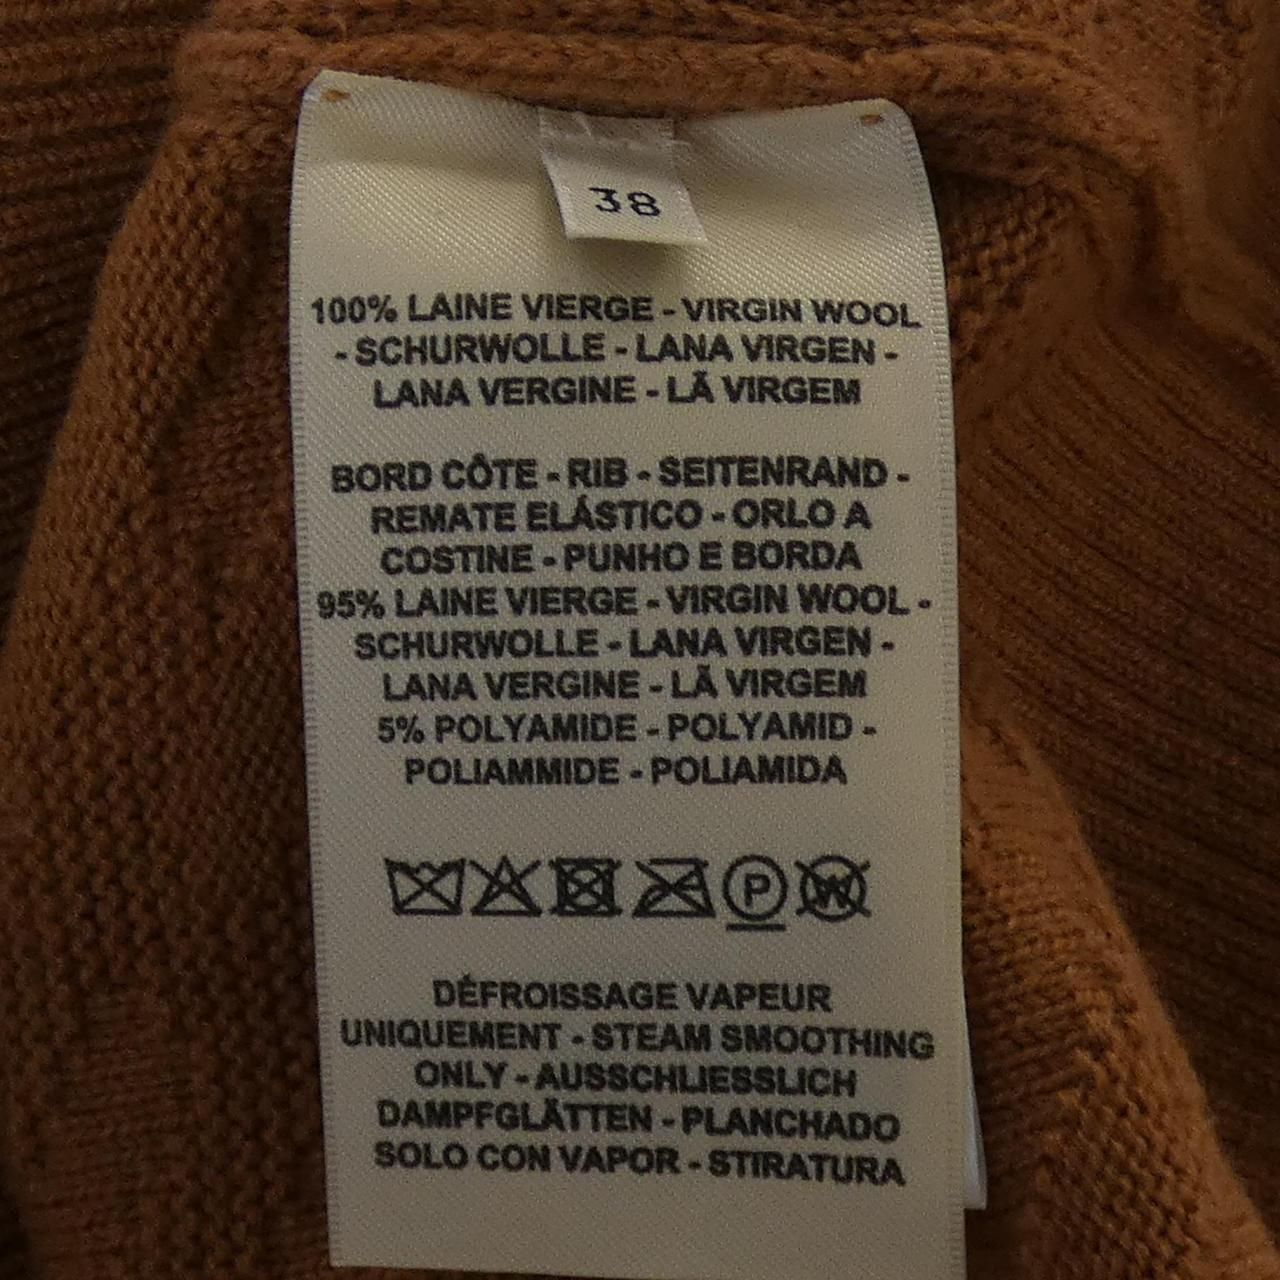 38
100% LAINE VIERGE - VIRGIN WOOL
- SCHURWOLLE - LANA VIRGEN -
LANA VERGINE - LÃ VIRGEM
BORD CÔTE - RIB - SEITENRAND -
REMATE ELÁSTICO - ORLO A
COSTINE - PUNHO E BORDA
95% LAINE VIERGE - VIRGIN WOOL -
SCHURWOLLE - LANA VIRGEN -
LANA VERGINE - LÃ VIRGEM
5% POLYAMIDE - POLYAMID -
POLIAMMIDE - POLIAMIDA
P W
DÉFROISSAGE VAPEUR
UNIQUEMENT - STEAM SMOOTHING
ONLY - AUSSCHLIESSLICH
DAMPFGLÄTTEN - PLANCHADO
SOLO CON VAPOR - STIRATURA